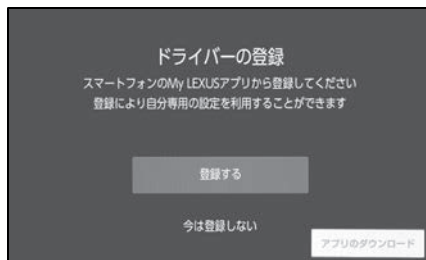 ドライバーの登録
スマートフォンのMy LEXUSアプリから登録してください
登録により自分専用の設定を利用することができます
登録する
今は登録しない
アプリのダウンロード